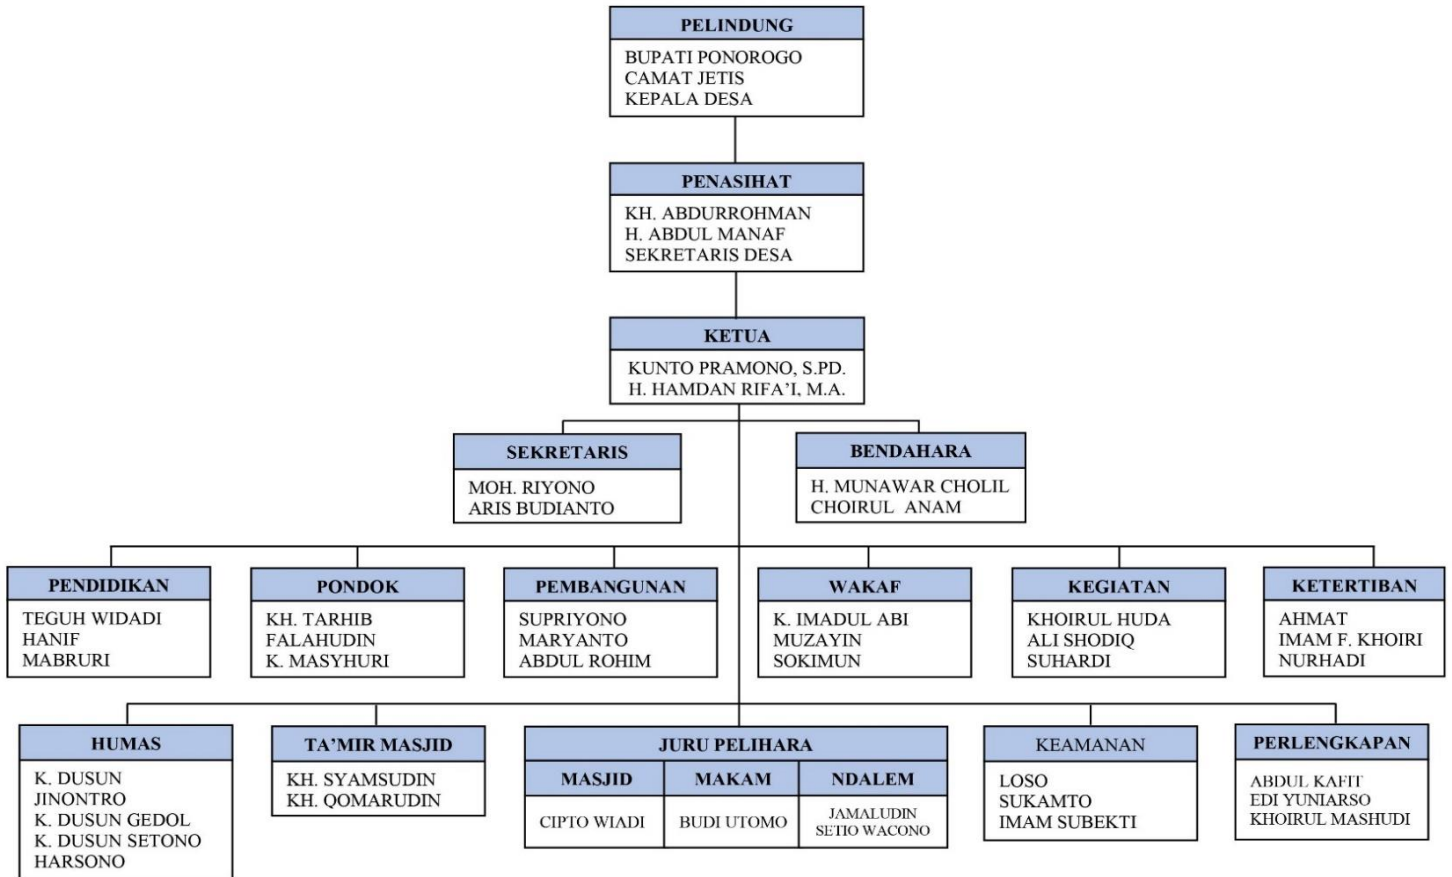 PELINDUNG
BUPATI PONOROGO
CAMAT JETIS
KEPALA DESA
PENASIHAT
KH. ABDURROHMAN
H. ABDUL MANAF
SEKRETARIS DESA
KETUA
KUNTO PRAMONO, S.PD.
H. HAMDAN RIFA'I, M.A.
SEKRETARIS
MOH. RIYONO
ARIS BUDIANTO
BENDAHARA
H. MUNAWAR CHOLIL
CHOIRUL ANAM
PENDIDIKAN
TEGUH WIDADI
HANIF
MABRURI
PONDOK
KH. TARHIB
FALAHUDIN
K. MASYHURI
PEMBANGUNAN
SUPRIYONO
MARYANTO
ABDUL ROHIM
WAKAF
K. IMADUL ABI
MUZAYIN
SOKIMUN
KEGIATAN
KHOIRUL HUDA
ALI SHODIQ
SUHARDI
KETERTIBAN
AHMAT
IMAM F. KHOIRI
NURHADI
HUMAS
K. DUSUN
JINONTRO
K. DUSUN GEDOL
K. DUSUN SETONO
HARSONO
TA'MIR MASJID
KH. SYAMSUDIN
KH. QOMARUDIN
JURU PELIHARA
MASJID
CIPTO WIADI
MAKAM
BUDI UTOMO
NDALEM
JAMALUDIN
SETIO WACONO
KEAMANAN
LOSO
SUKAMTO
IMAM SUBEKTI
PERLENGKAPAN
ABDUL KAFIT
EDI YUNIARSO
KHOIRUL MASHUDI